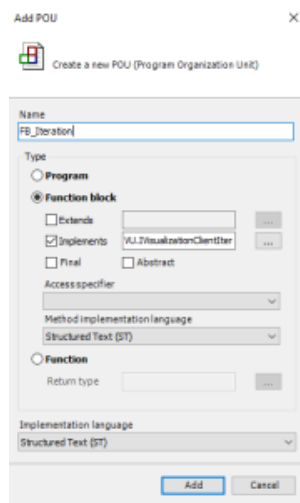 Add POU
Create a new POU (Program Organization Unit)
Name
FB_Iteration
Type
Program
Function block
Extends
...
Implements
VU.IVisualizationClientIter
...
Final
Abstract
Access specifier
Method implementation language
Structured Text (ST)
Function
Return type
...
Implementation language
Structured Text (ST)
Add
Cancel